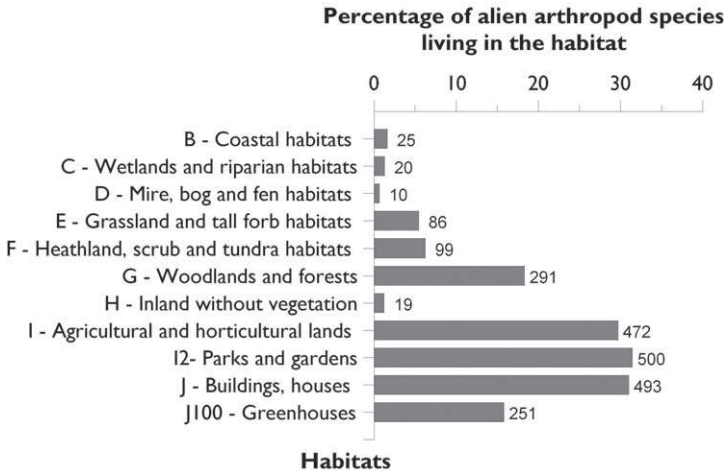 Percentage of alien arthropod species
living in the habitat
0 10 20 30 40
B - Coastal habitats 25
C - Wetlands and riparian habitats 20
D - Mire, bog and fen habitats 10
E - Grassland and tall forb habitats 86
F - Heathland, scrub and tundra habitats 99
G - Woodlands and forests 291
H - Inland without vegetation 19
I - Agricultural and horticultural lands 472
I2- Parks and gardens 500
J - Buildings, houses 493
J100 - Greenhouses 251
Habitats